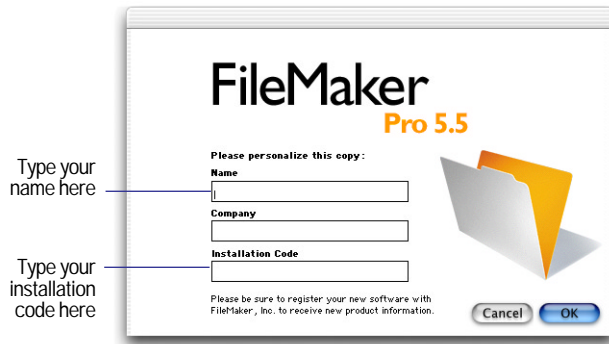 FileMaker
Pro 5.5
Please personalize this copy:
Type your
name here
Name
Company
Type your
installation
code here
Installation Code
Please be sure to register your new software with
FileMaker, Inc. to receive new product information.
Cancel
OK